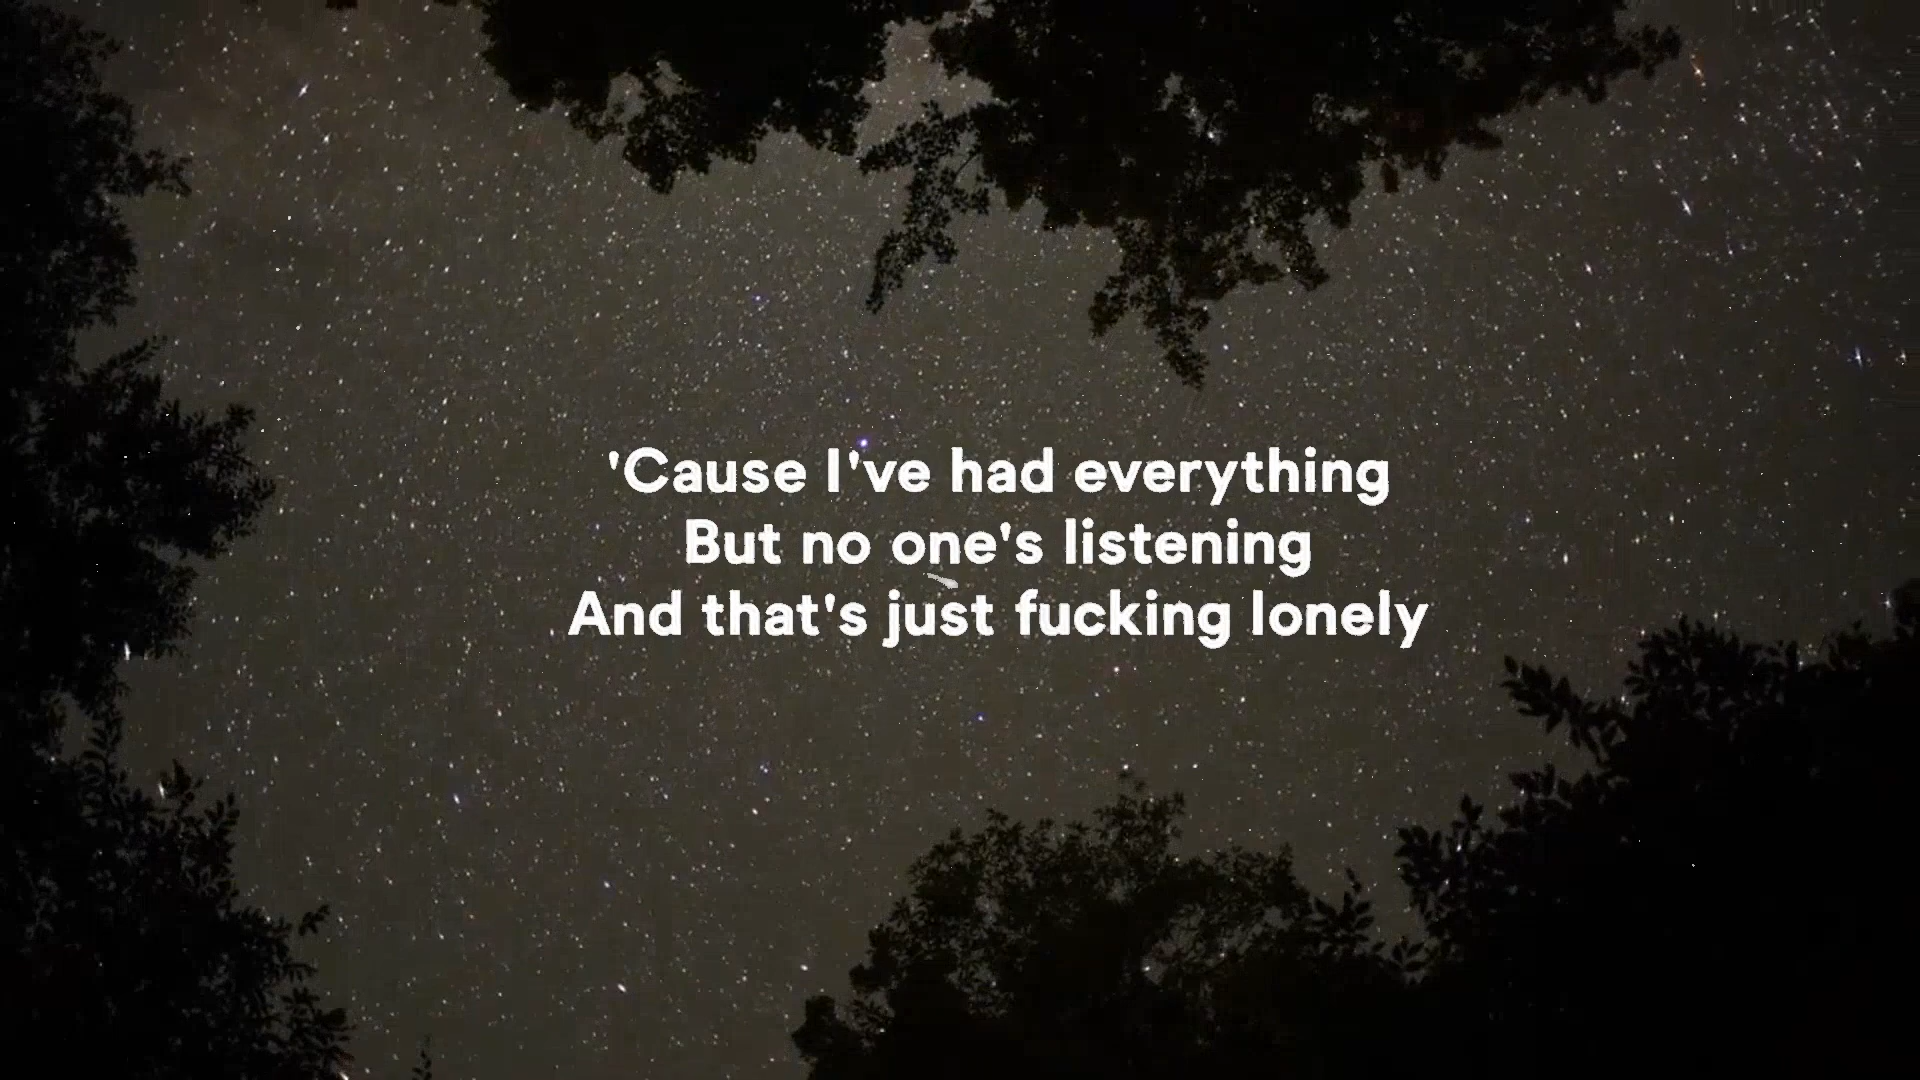 'Cause I've had everything
But no one's listening
And that's just fucking lonely